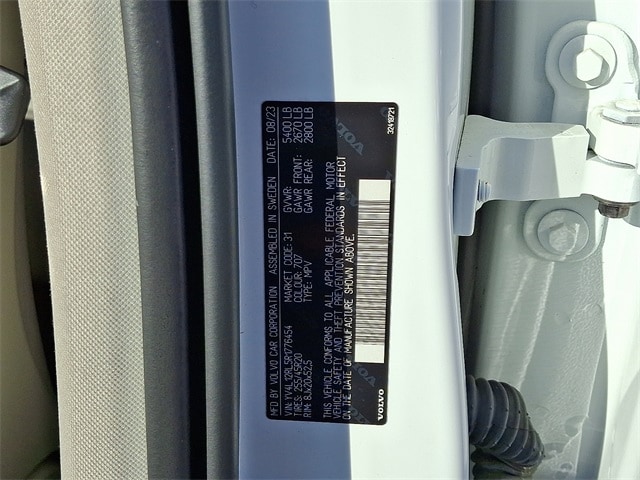 MFD BY VOLVO CAR CORPORATION ASSEMBLED IN SWEDEN DATE: 08/23
VIN: YV4L12RL5R1776454 MARKET CODE: 31 GVWR: 5400 LB
TIRES: 255/45R20 COLOUR: 707 GAWR FRONT: 2670 LB
RIM: 8Jx20x52.5 TYPE: MPV GAWR REAR: 2800 LB
THIS VEHICLE CONFORMS TO ALL APPLICABLE FEDERAL MOTOR
VEHICLE SAFETY AND THEFT PREVENTION STANDARDS IN EFFECT
ON THE DATE OF MANUFACTURE SHOWN ABOVE.
VOLVO 32418721